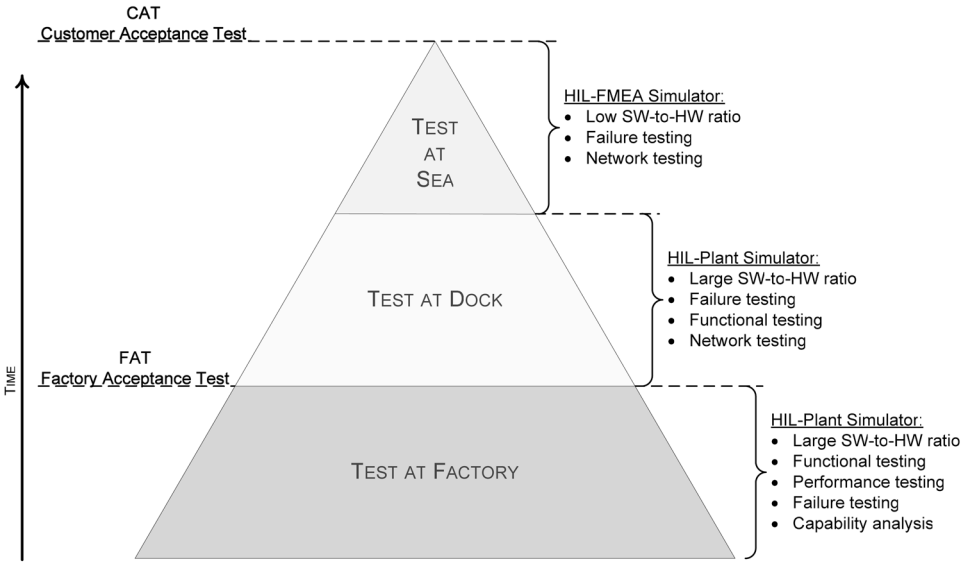 CAT
Customer Acceptance Test
HIL-FMEA Simulator:
• Low SW-to-HW ratio
• Failure testing
• Network testing
TEST
AT
SEA
HIL-Plant Simulator:
• Large SW-to-HW ratio
• Failure testing
• Functional testing
• Network testing
TEST AT DOCK
FAT
Factory Acceptance Test
TIME
HIL-Plant Simulator:
• Large SW-to-HW ratio
• Functional testing
• Performance testing
• Failure testing
• Capability analysis
TEST AT FACTORY